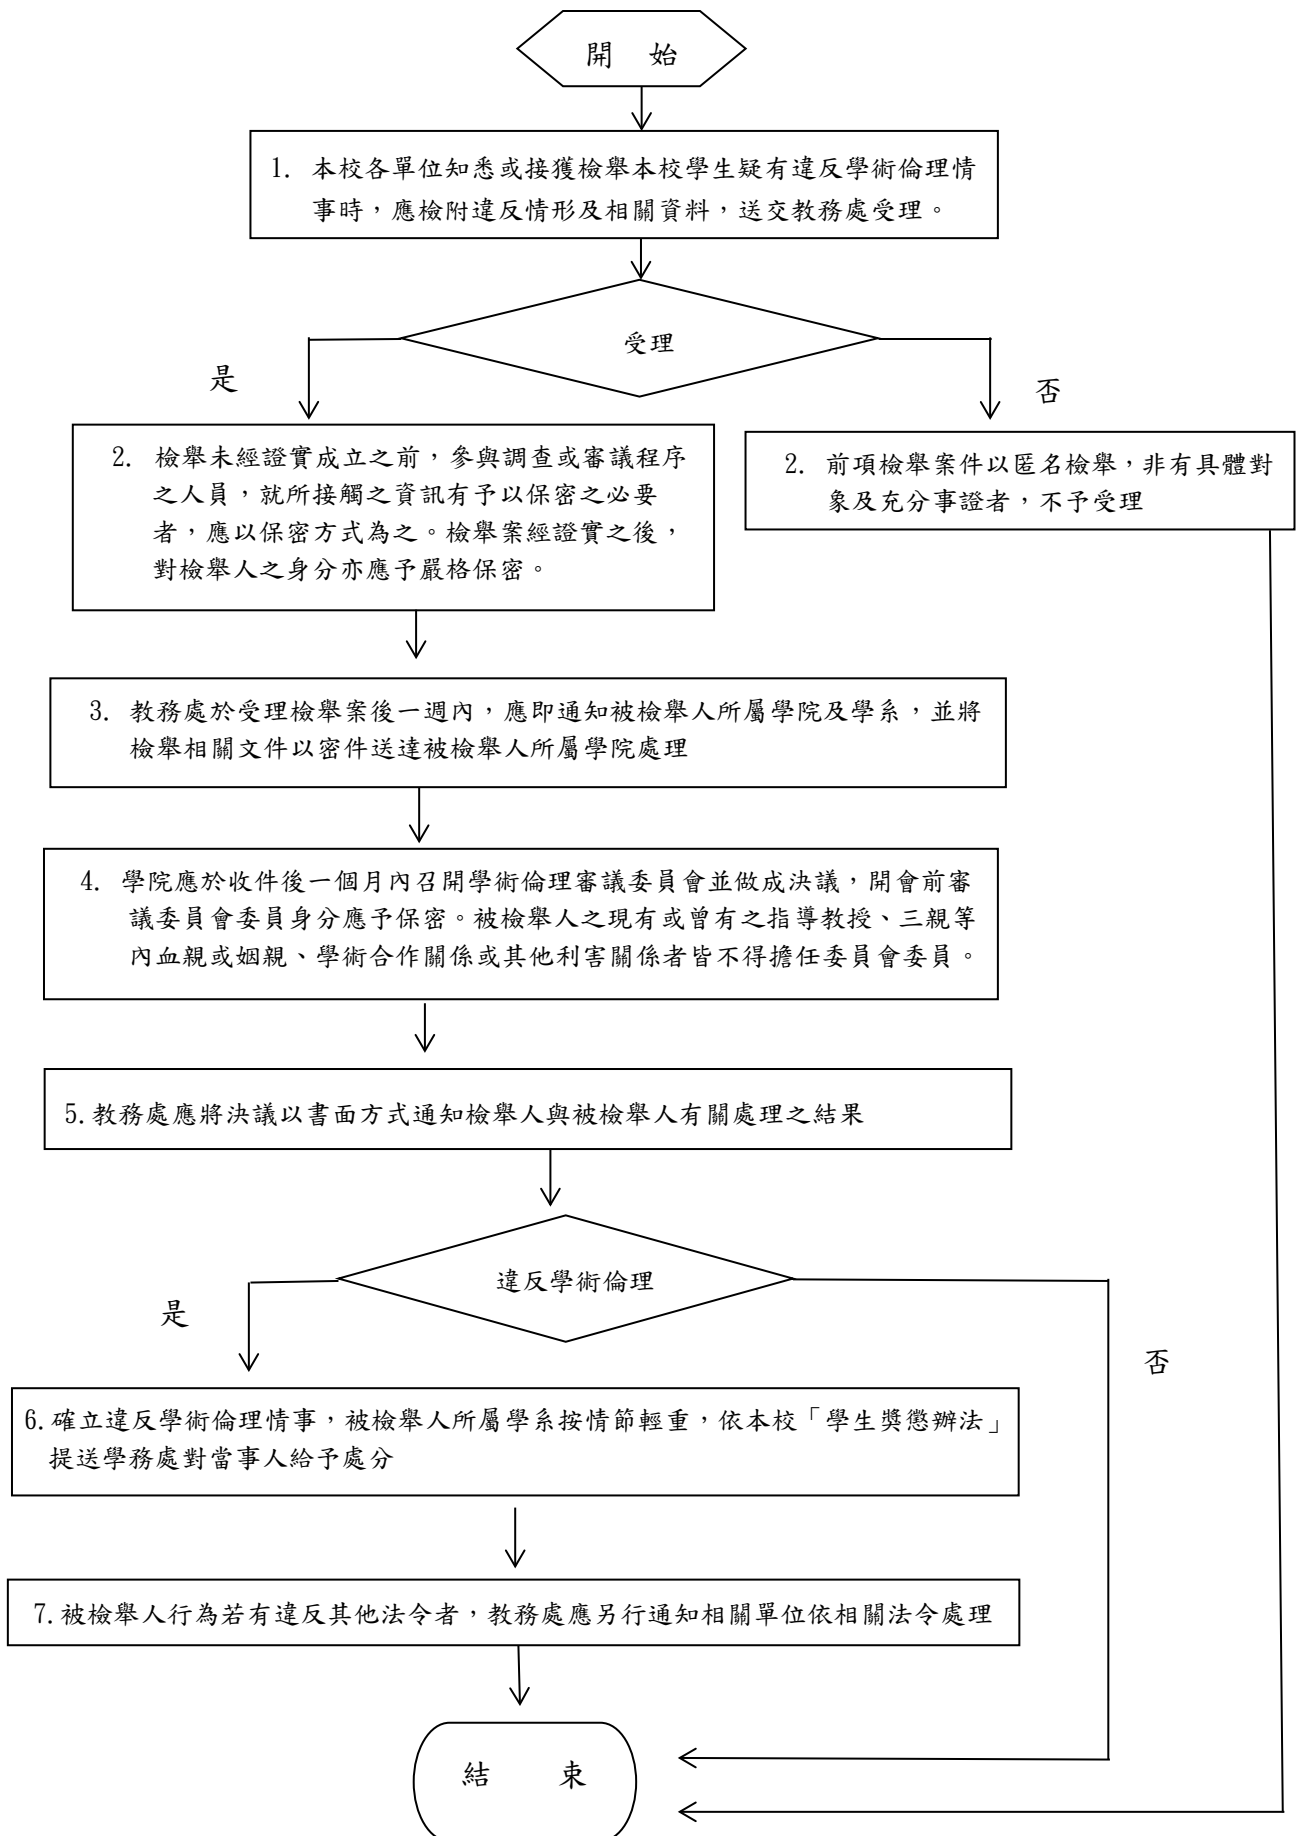 開　始
1. 本校各單位知悉或接獲檢舉本校學生疑有違反學術倫理情
事時，應檢附違反情形及相關資料，送交教務處受理。
受理
是
否
2. 檢舉未經證實成立之前，參與調查或審議程序
之人員，就所接觸之資訊有予以保密之必要
者，應以保密方式為之。檢舉案經證實之後，
對檢舉人之身分亦應予嚴格保密。
2. 前項檢舉案件以匿名檢舉，非有具體對
象及充分事證者，不予受理
3. 教務處於受理檢舉案後一週內，應即通知被檢舉人所屬學院及學系，並將
檢舉相關文件以密件送達被檢舉人所屬學院處理
4. 學院應於收件後一個月內召開學術倫理審議委員會並做成決議，開會前審
議委員會委員身分應予保密。被檢舉人之現有或曾有之指導教授、三親等
內血親或姻親、學術合作關係或其他利害關係者皆不得擔任委員會委員。
5.教務處應將決議以書面方式通知檢舉人與被檢舉人有關處理之結果
違反學術倫理
是
否
6.確立違反學術倫理情事，被檢舉人所屬學系按情節輕重，依本校「學生獎懲辦法」
提送學務處對當事人給予處分
7.被檢舉人行為若有違反其他法令者，教務處應另行通知相關單位依相關法令處理
結　束